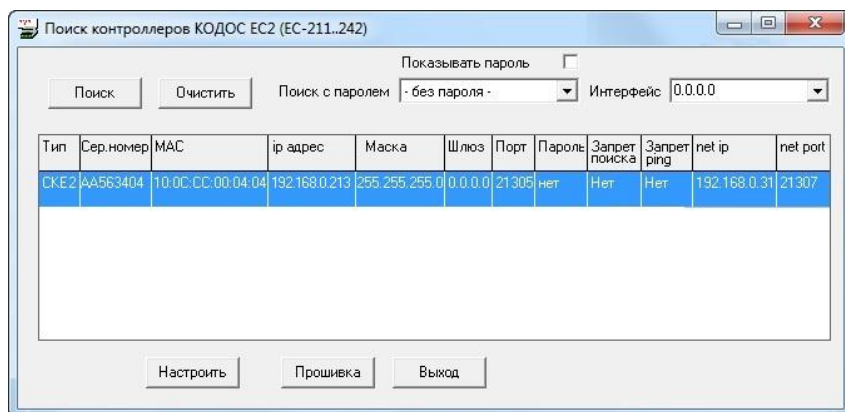 Поиск контроллеров КОДОС EC2 (EC-211..242)
Показывать пароль
Поиск Очистить Поиск с паролем - без пароля - Интерфейс 0.0.0.0
Тип Сер.номер MAC ip адрес Маска Шлюз Порт Пароль Запрет поиска Запрет ping net ip net port
CKE2 AA563404 10:0C:CC:00:04:04 192.168.0.213 255.255.255.0 0.0.0.0 21305 нет Нет Нет 192.168.0.31 21307
Настроить Прошивка Выход